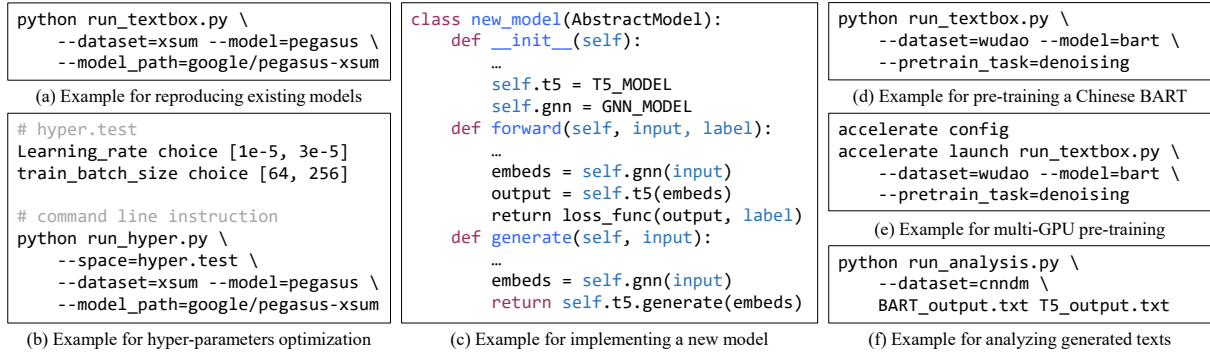 python run_textbox.py \
    --dataset=xsum --model=pegasus \
    --model_path=google/pegasus-xsum
(a) Example for reproducing existing models
# hyper.test
Learning_rate choice [1e-5, 3e-5]
train_batch_size choice [64, 256]

# command line instruction
python run_hyper.py \
    --space=hyper.test \
    --dataset=xsum --model=pegasus \
    --model_path=google/pegasus-xsum
(b) Example for hyper-parameters optimization
class new_model(AbstractModel):
    def __init__(self):
        …
        self.t5 = T5_MODEL
        self.gnn = GNN_MODEL
    def forward(self, input, label):
        …
        embeds = self.gnn(input)
        output = self.t5(embeds)
        return loss_func(output, label)
    def generate(self, input):
        …
        embeds = self.gnn(input)
        return self.t5.generate(embeds)
(c) Example for implementing a new model
python run_textbox.py \
    --dataset=wudao --model=bart \
    --pretrain_task=denoising
(d) Example for pre-training a Chinese BART
accelerate config
accelerate launch run_textbox.py \
    --dataset=wudao --model=bart \
    --pretrain_task=denoising
(e) Example for multi-GPU pre-training
python run_analysis.py \
    --dataset=cnndm \
    BART_output.txt T5_output.txt
(f) Example for analyzing generated texts